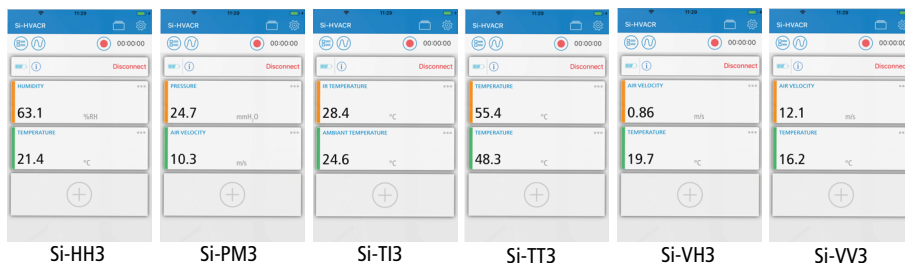 11:29
Si-HVACR
00:00:00
Disconnect
HUMIDITY
63.1 %RH
TEMPERATURE
21.4 °C
Si-HH3
11:29
Si-HVACR
00:00:00
Disconnect
PRESSURE
24.7 mmH₂O
AIR VELOCITY
10.3 m/s
Si-PM3
11:29
Si-HVACR
00:00:00
Disconnect
IR TEMPERATURE
28.4 °C
AMBIANT TEMPERATURE
24.6 °C
Si-TI3
11:29
Si-HVACR
00:00:00
Disconnect
TEMPERATURE
55.4 °C
TEMPERATURE
48.3 °C
Si-TT3
11:29
Si-HVACR
00:00:00
Disconnect
AIR VELOCITY
0.86 m/s
TEMPERATURE
19.7 °C
Si-VH3
11:29
Si-HVACR
00:00:00
Disconnect
AIR VELOCITY
12.1 m/s
TEMPERATURE
16.2 °C
Si-VV3